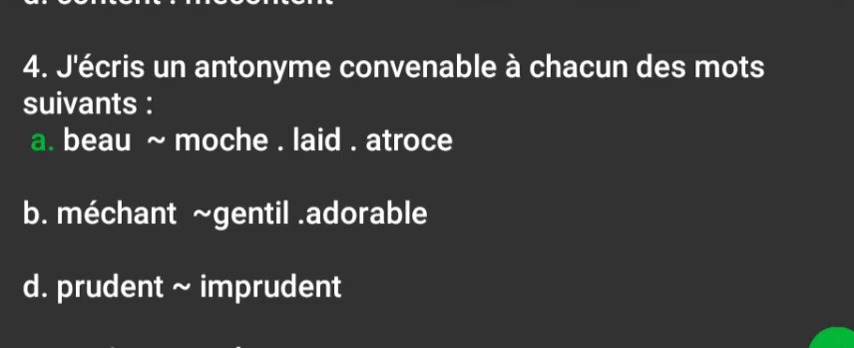 4. J'écris un antonyme convenable à chacun des mots
suivants :
a. beau ~ moche . laid . atroce
b. méchant ~gentil .adorable
d. prudent ~ imprudent